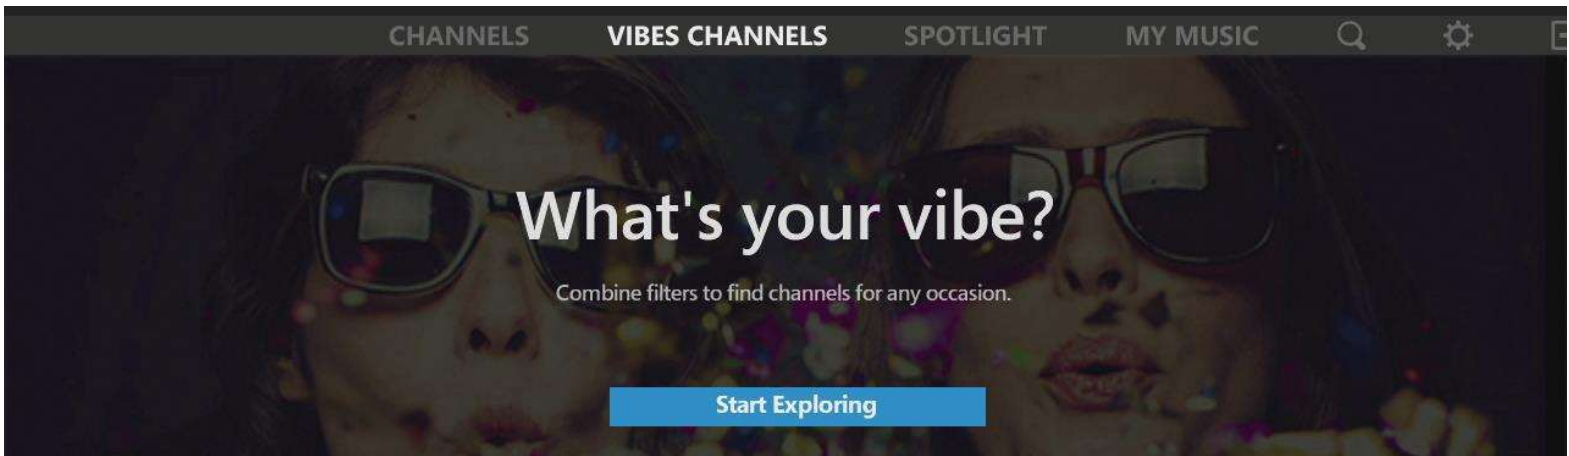 CHANNELS VIBES CHANNELS SPOTLIGHT MY MUSIC
What's your vibe?
Combine filters to find channels for any occasion.
Start Exploring